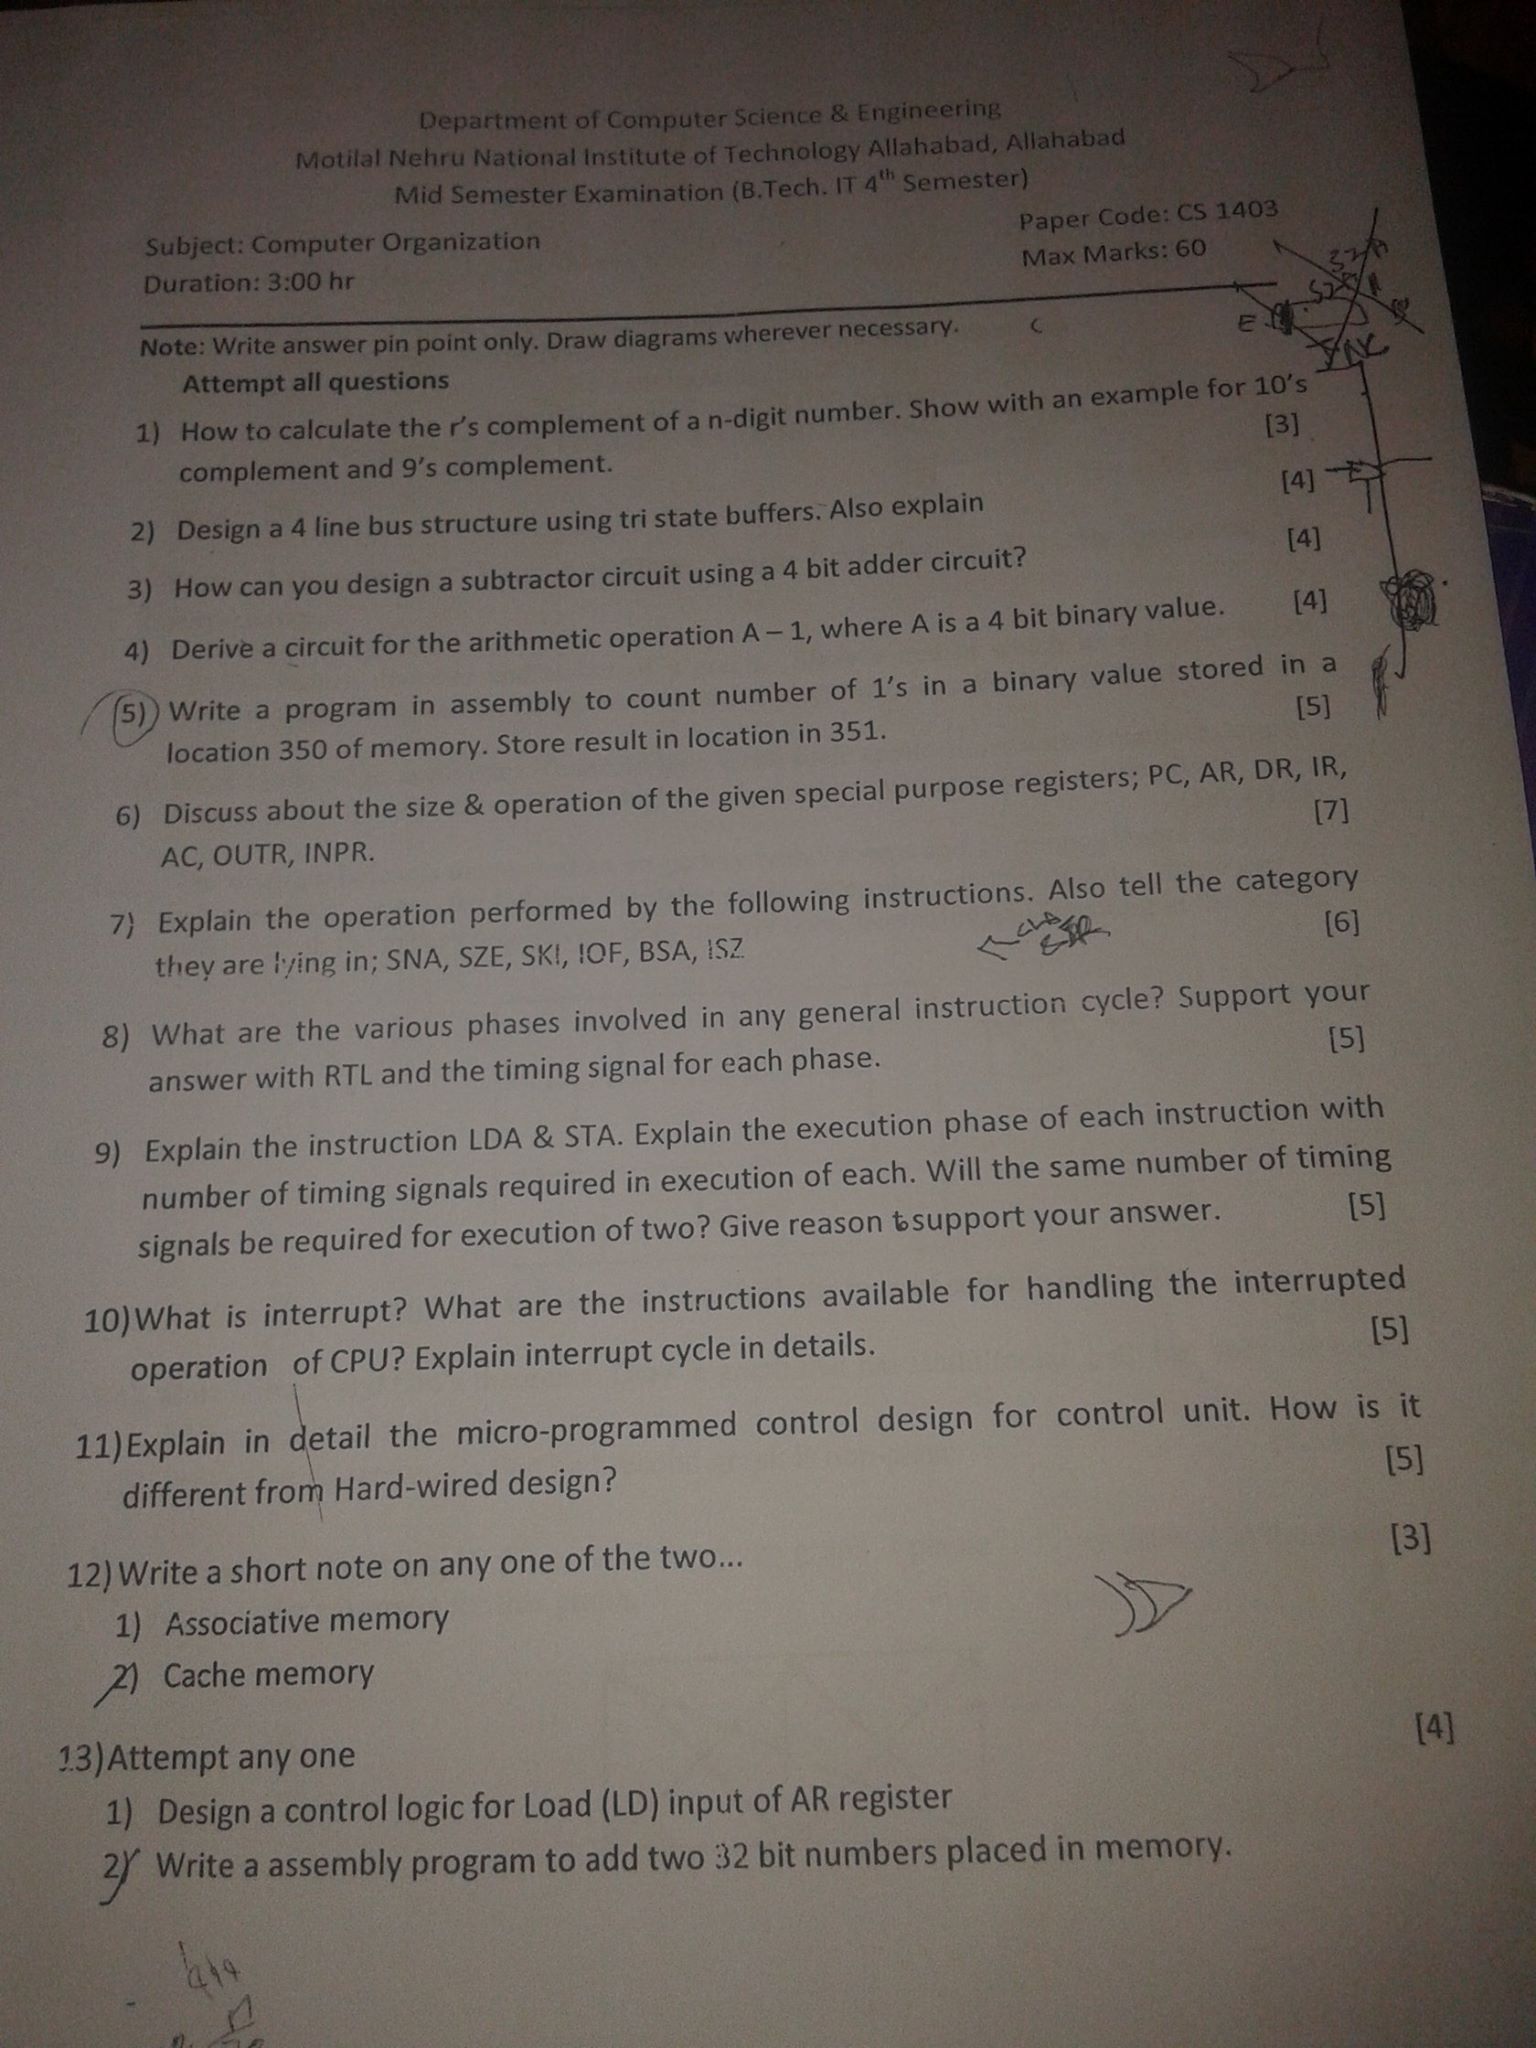 Department of Computer Science & Engineering
Motilal Nehru National Institute of Technology Allahabad, Allahabad
Mid Semester Examination (B.Tech. IT 4th Semester)
Subject: Computer Organization
Paper Code: CS 1403
Duration: 3:00 hr
Max Marks: 60
Note: Write answer pin point only. Draw diagrams wherever necessary.
Attempt all questions
1) How to calculate the r's complement of a n-digit number. Show with an example for 10's
complement and 9's complement. [3]
2) Design a 4 line bus structure using tri state buffers. Also explain [4]
3) How can you design a subtractor circuit using a 4 bit adder circuit? [4]
4) Derive a circuit for the arithmetic operation A – 1, where A is a 4 bit binary value. [4]
5) Write a program in assembly to count number of 1's in a binary value stored in a
location 350 of memory. Store result in location in 351. [5]
6) Discuss about the size & operation of the given special purpose registers; PC, AR, DR, IR,
AC, OUTR, INPR. [7]
7) Explain the operation performed by the following instructions. Also tell the category
they are lying in; SNA, SZE, SKI, IOF, BSA, ISZ [6]
8) What are the various phases involved in any general instruction cycle? Support your
answer with RTL and the timing signal for each phase. [5]
9) Explain the instruction LDA & STA. Explain the execution phase of each instruction with
number of timing signals required in execution of each. Will the same number of timing
signals be required for execution of two? Give reason to support your answer. [5]
10) What is interrupt? What are the instructions available for handling the interrupted
operation of CPU? Explain interrupt cycle in details. [5]
11) Explain in detail the micro-programmed control design for control unit. How is it
different from Hard-wired design? [5]
12) Write a short note on any one of the two... [3]
1) Associative memory
2) Cache memory
13) Attempt any one [4]
1) Design a control logic for Load (LD) input of AR register
2) Write a assembly program to add two 32 bit numbers placed in memory.